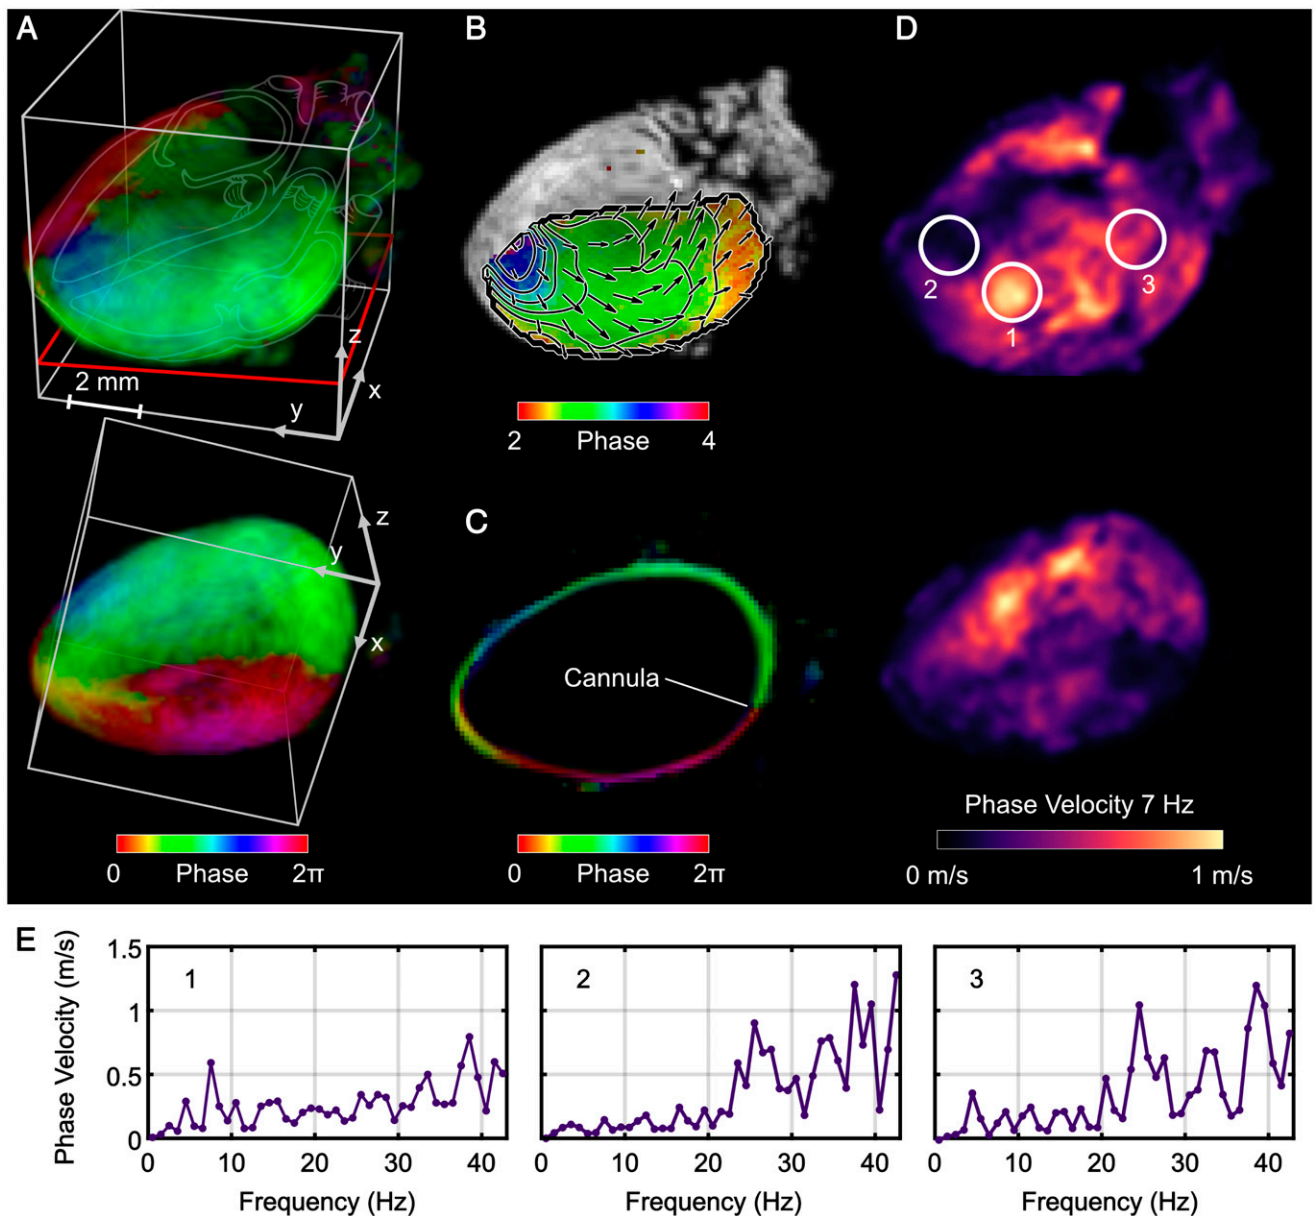 A
B
D
2 mm
z
x
y
2
1
3
2 Phase 4
z
y
x
C
Cannula
0 Phase 2π
0 Phase 2π
Phase Velocity 7 Hz
0 m/s 1 m/s
E
Phase Velocity (m/s)
1.5
1
0.5
0
1
2
3
0 10 20 30 40
0 10 20 30 40
0 10 20 30 40
Frequency (Hz)
Frequency (Hz)
Frequency (Hz)